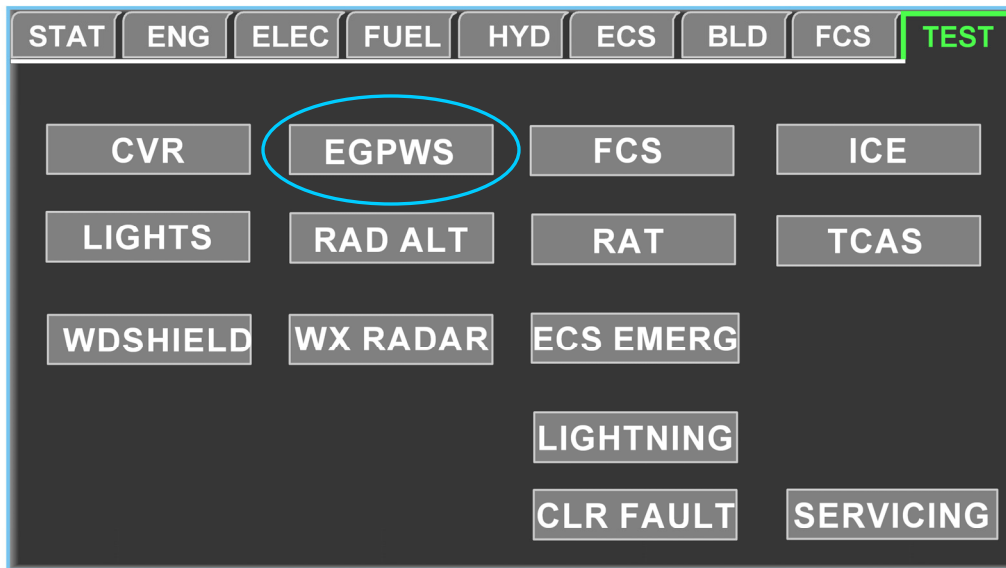 STAT ENG ELEC FUEL HYD ECS BLD FCS TEST
CVR EGPWS FCS ICE
LIGHTS RAD ALT RAT TCAS
WDSHIELD WX RADAR ECS EMERG
LIGHTNING
CLR FAULT SERVICING